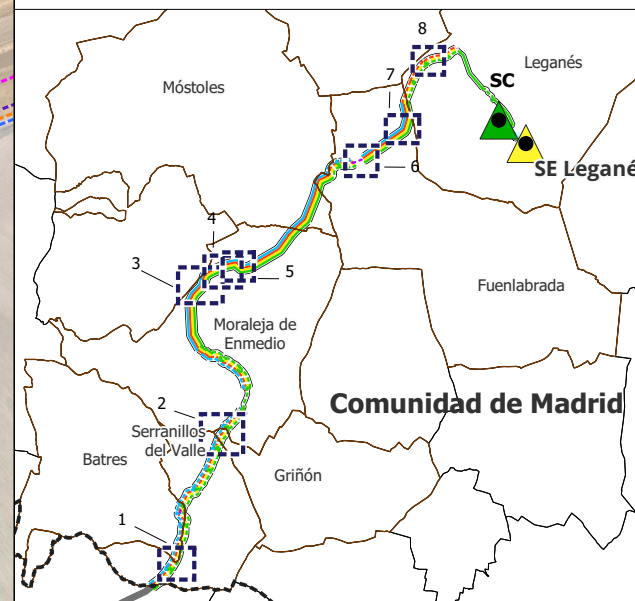 8
Leganés
SC
Móstoles
7
SE Legané
6
4
3
5
Fuenlabrada
Moraleja de
Enmedio
Comunidad de Madrid
2
Serranillos
del Valle
Batres
Griñón
1